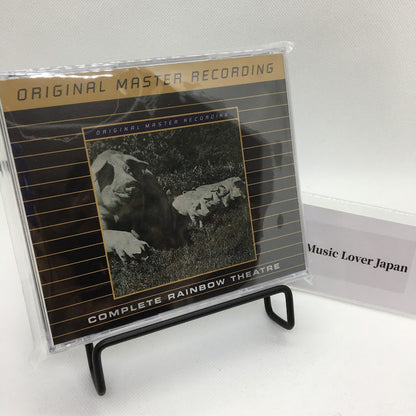 ORIGINAL MASTER RECORDING
ORIGINAL MASTER RECORDING
COMPLETE RAINBOW THEATRE
Music Lover Japan